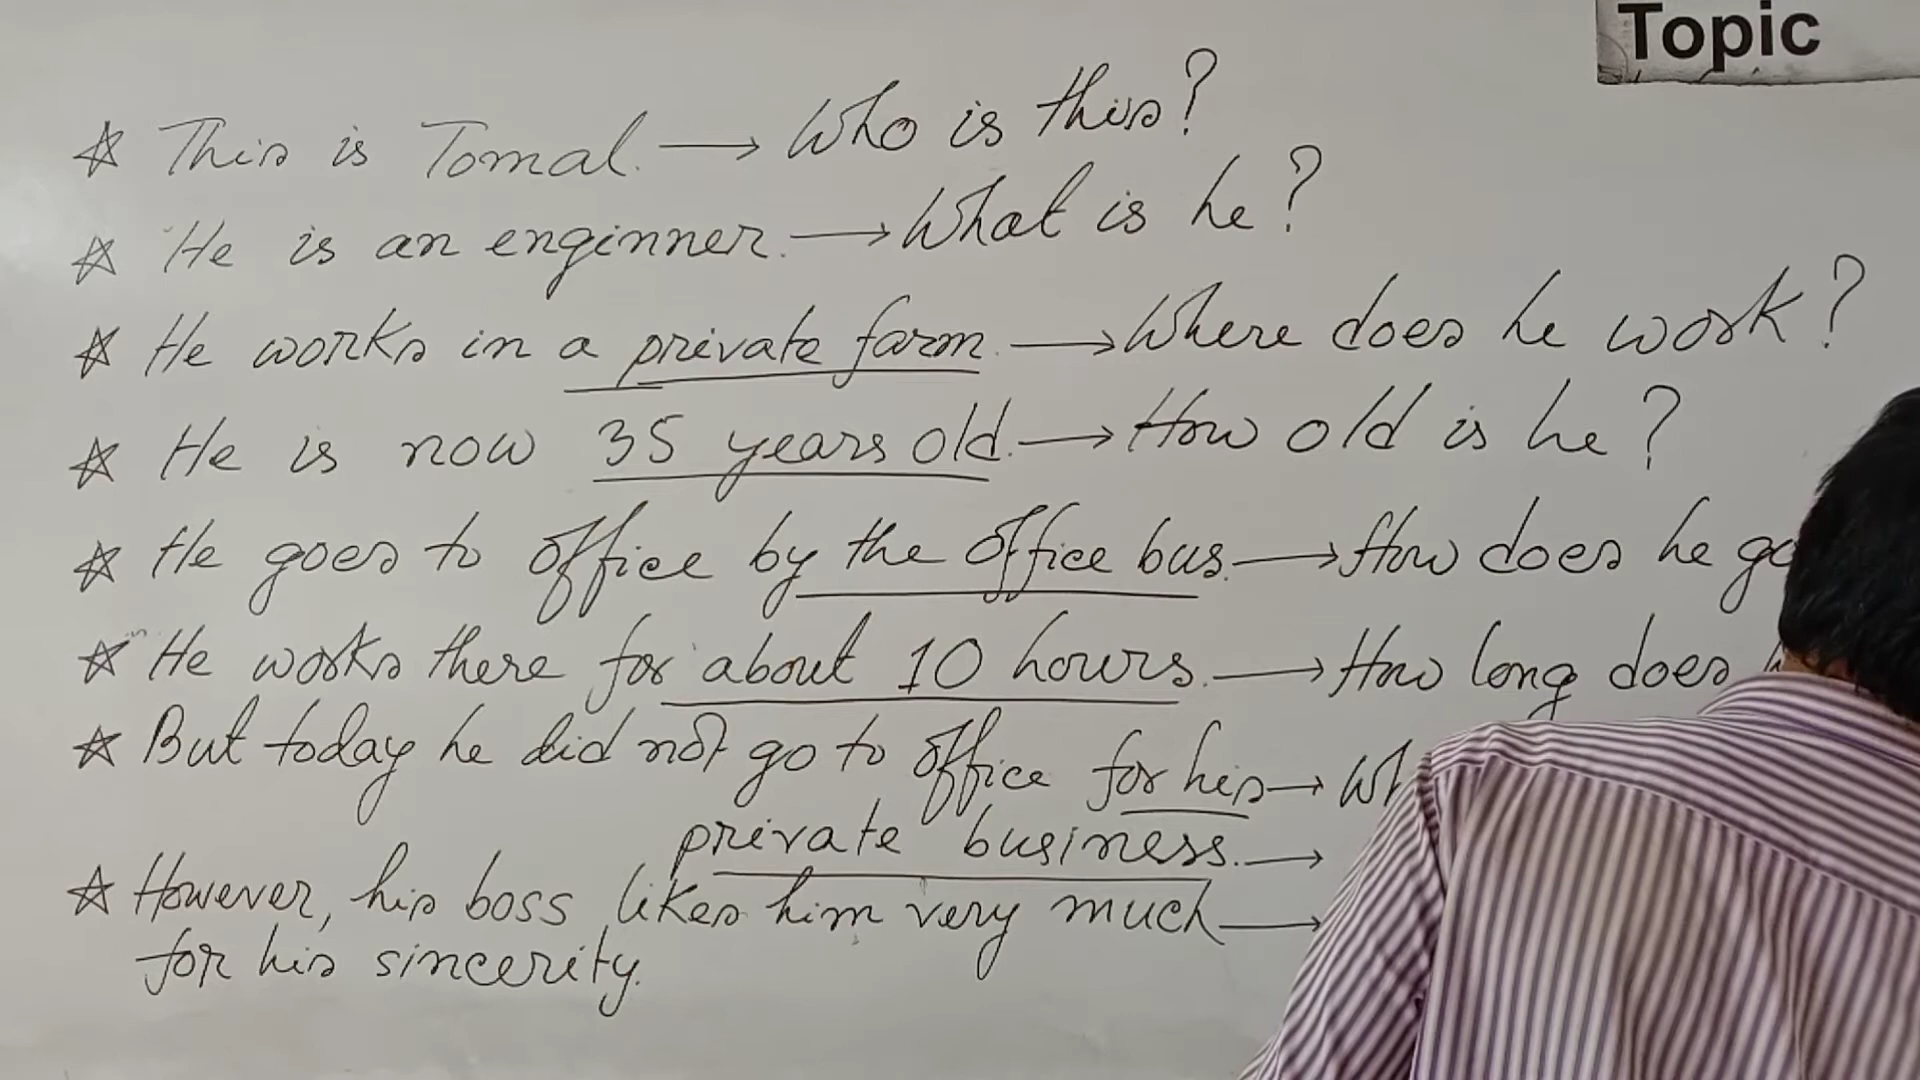 Topic
☆ This is Tomal. → Who is this?
☆ He is an enginner. → What is he?
☆ He works in a private farm. → Where does he work?
☆ He is now 35 years old. → How old is he?
☆ He goes to office by the office bus. → How does he go
☆ He works there for about 10 hours. → How long does
☆ But today he did not go to office for his →
private business. →
☆ However, his boss likes him very much →
for his sincerity.